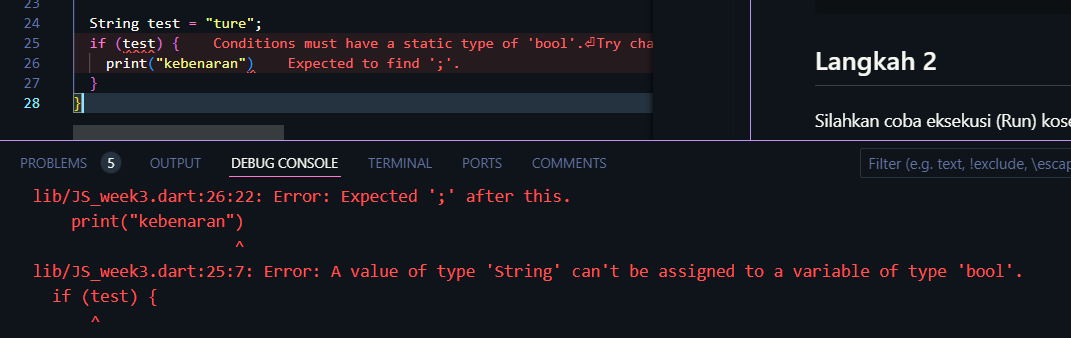 23
24 String test = "ture";
25 if (test) { Conditions must have a static type of 'bool'.⏎Try cha
26 print("kebenaran") Expected to find ';'.
27 }
28 }
Langkah 2
Silahkan coba eksekusi (Run) kose
PROBLEMS 5 OUTPUT DEBUG CONSOLE TERMINAL PORTS COMMENTS Filter (e.g. text, !exclude, \escap
lib/JS_week3.dart:26:22: Error: Expected ';' after this.
print("kebenaran")
^
lib/JS_week3.dart:25:7: Error: A value of type 'String' can't be assigned to a variable of type 'bool'.
if (test) {
^